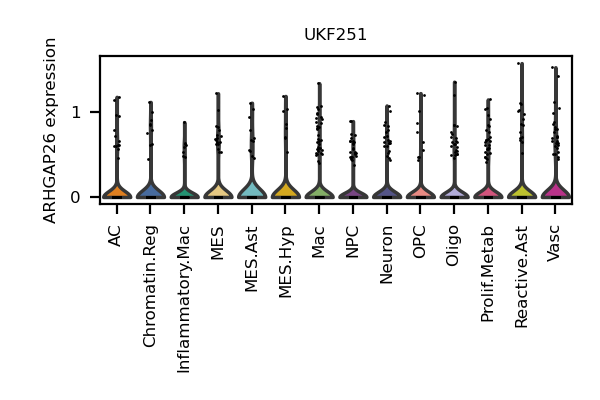 UKF251
ARHGAP26 expression
1
0
AC
Chromatin.Reg
Inflammatory.Mac
MES
MES.Ast
MES.Hyp
Mac
NPC
Neuron
OPC
Oligo
Prolif.Metab
Reactive.Ast
Vasc